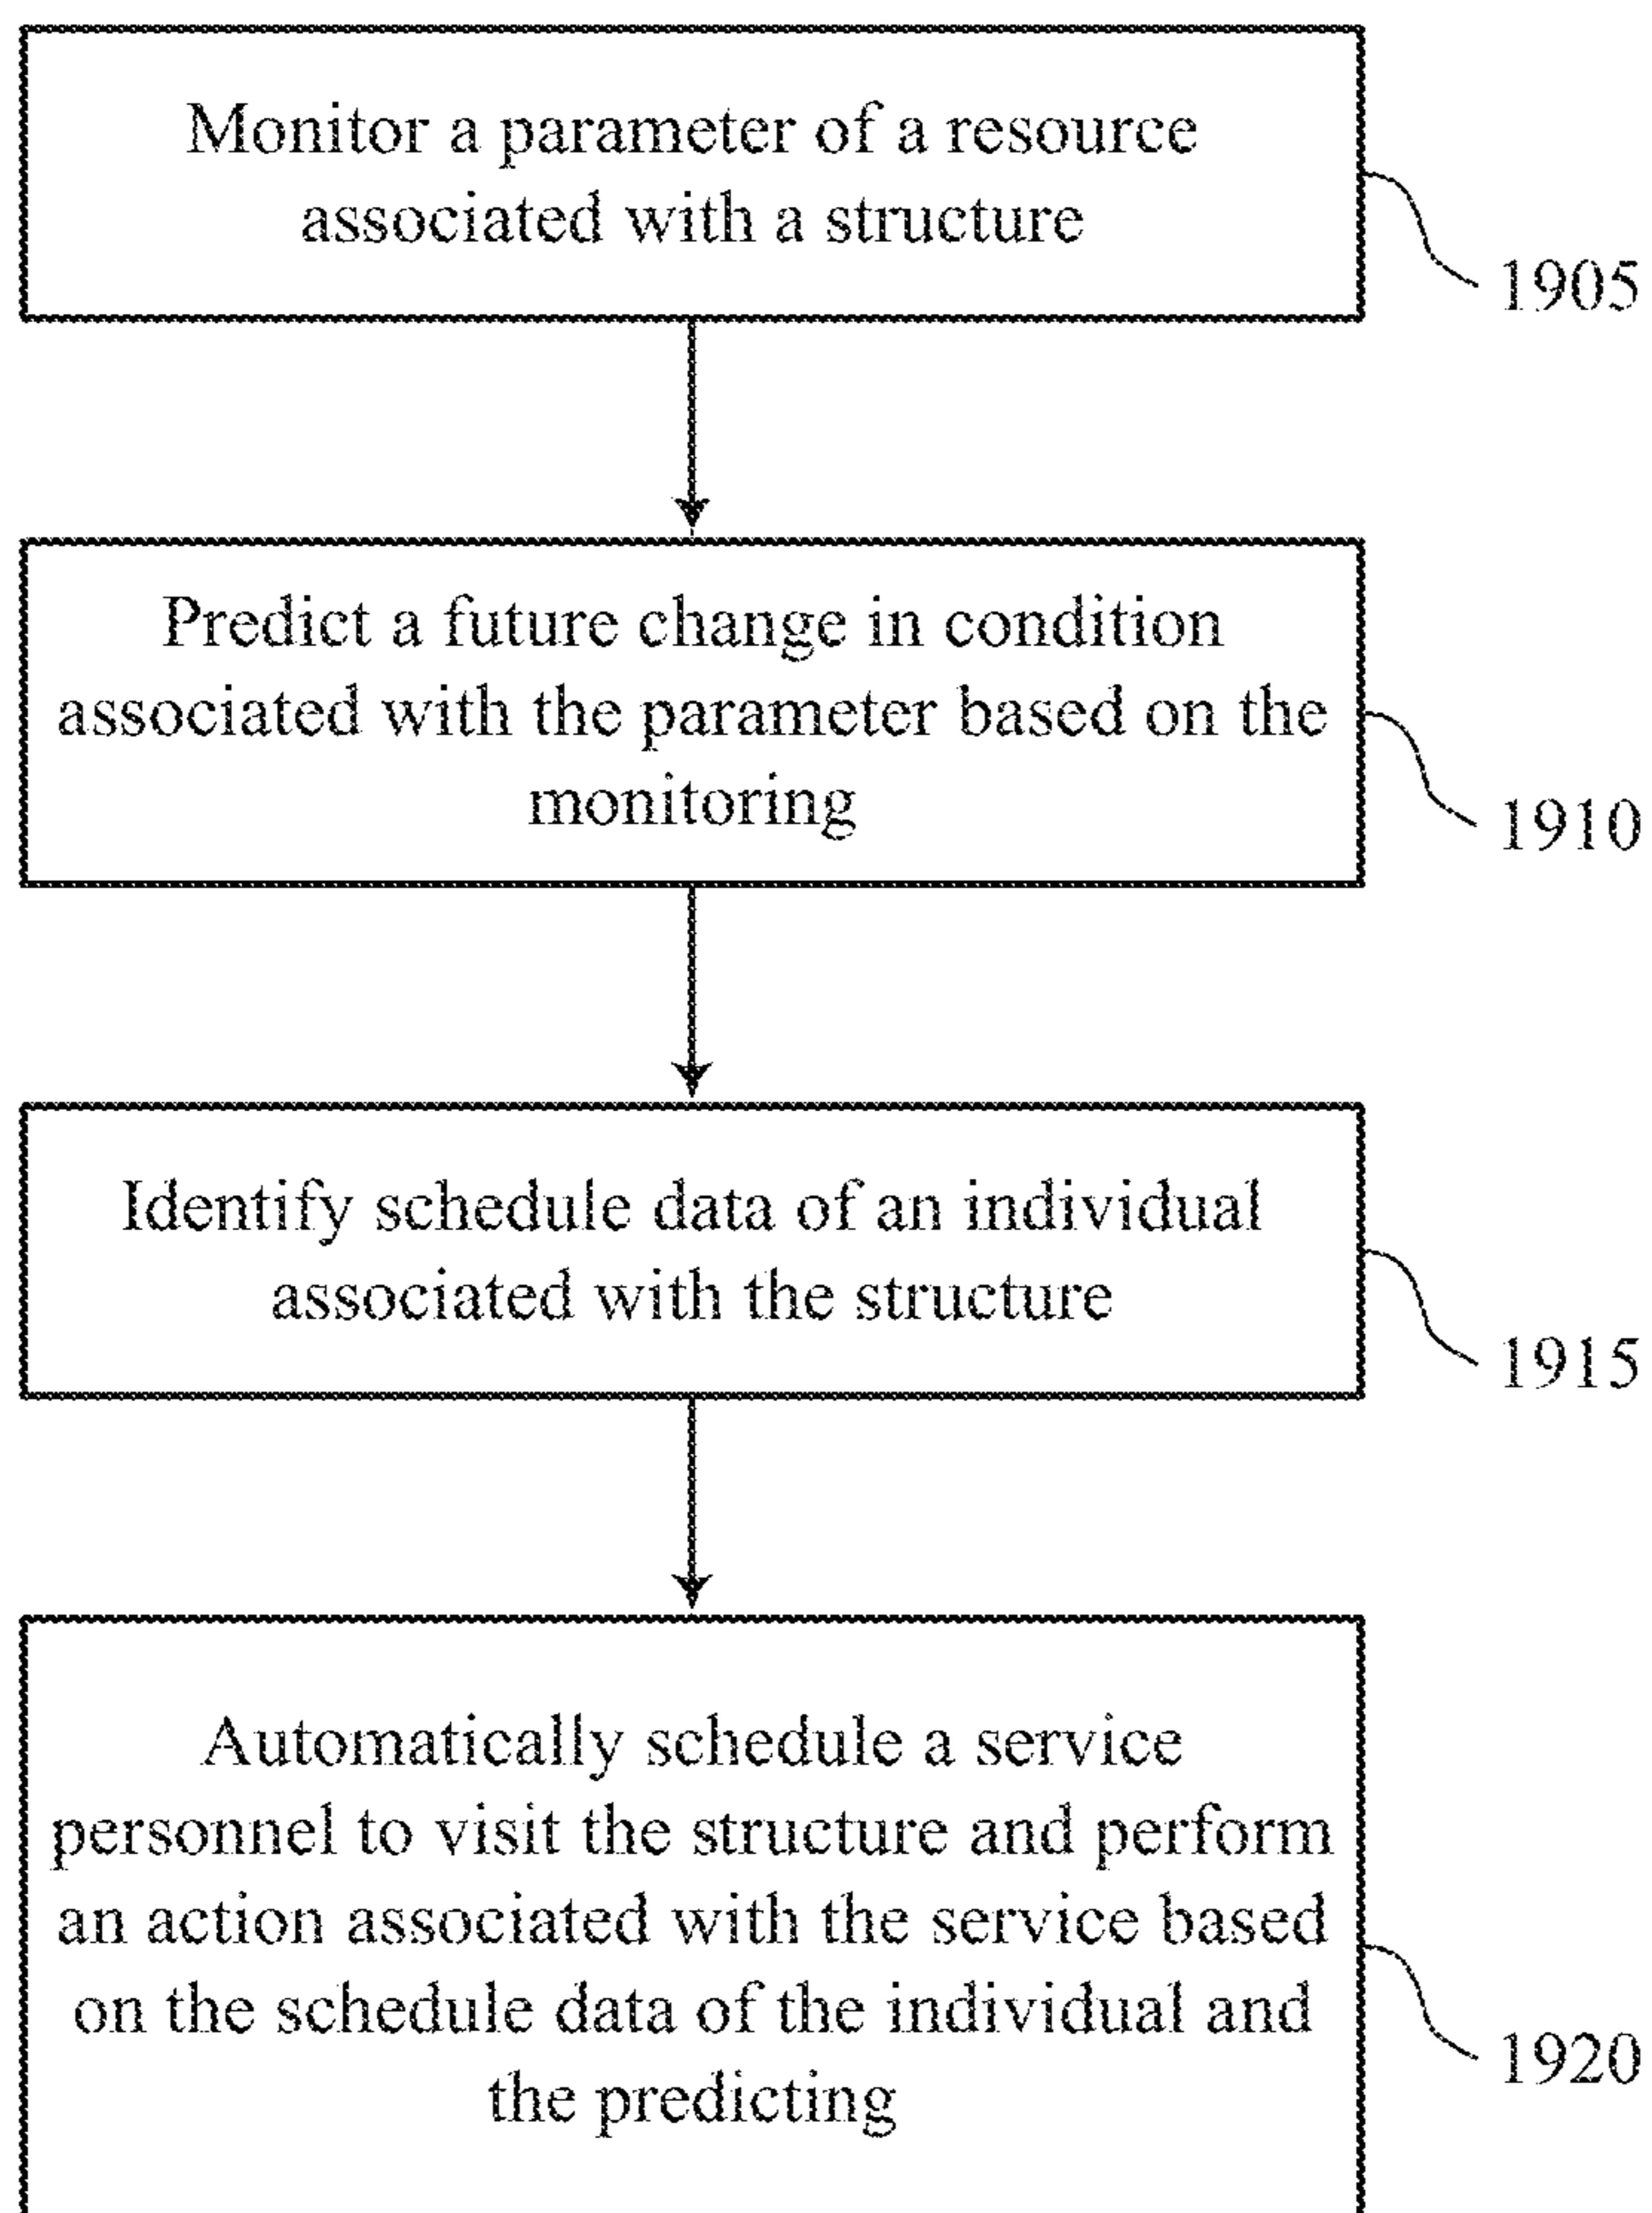 Monitor a parameter of a resource
associated with a structure
1905
Predict a future change in condition
associated with the parameter based on the
monitoring
1910
Identify schedule data of an individual
associated with the structure
1915
Automatically schedule a service
personnel to visit the structure and perform
an action associated with the service based
on the schedule data of the individual and
the predicting
1920